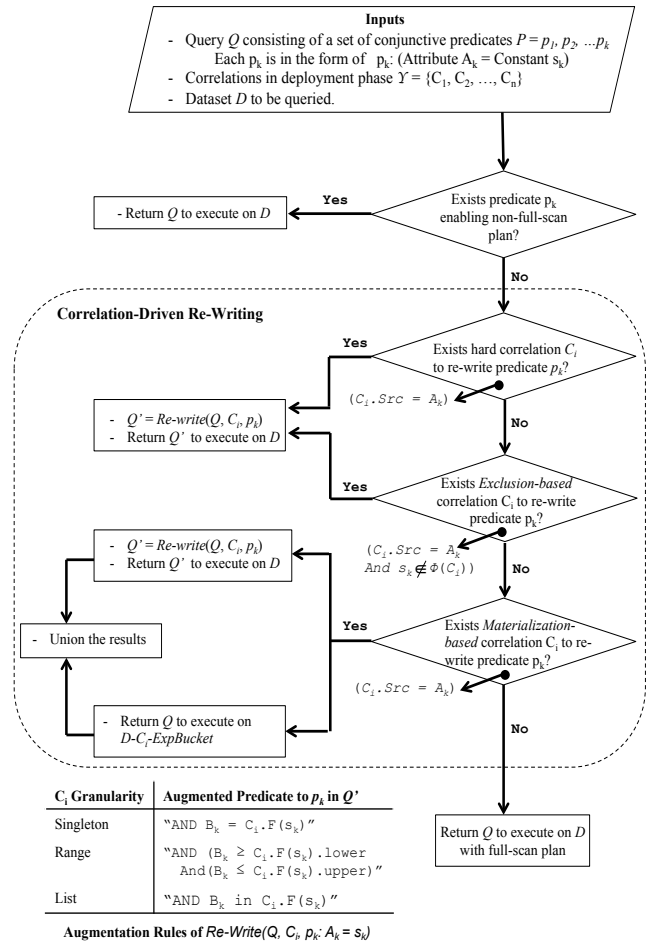 Inputs
- Query Q consisting of a set of conjunctive predicates P = p1, p2, ...pk
Each pk is in the form of pk: (Attribute Ak = Constant sk)
- Correlations in deployment phase ϒ = {C1, C2, …, Cn}
- Dataset D to be queried.
Exists predicate pk
enabling non-full-scan
plan?
Yes
- Return Q to execute on D
No
Correlation-Driven Re-Writing
Exists hard correlation Ci
to re-write predicate
pk?
Yes
(Ci.Src = Ak)
- Q’ = Re-write(Q, Ci, pk)
- Return Q’ to execute on D
No
Exists Exclusion-based
correlation Ci to re-write
predicate pk?
Yes
(Ci.Src = Ak
And sk ∉ Φ(Ci))
- Q’ = Re-write(Q, Ci, pk)
- Return Q’ to execute on D
No
Exists Materialization-
based correlation Ci to re-
write predicate pk?
Yes
(Ci.Src = Ak)
- Union the results
- Return Q to execute on
D-Ci-ExpBucket
No
Return Q to execute on D
with full-scan plan
Ci Granularity Augmented Predicate to pk in Q’
Singleton “AND Bk = Ci.F(sk)”
Range “AND (Bk ≥ Ci.F(sk).lower
And(Bk ≤ Ci.F(sk).upper)”
List “AND Bk in Ci.F(sk)”
Augmentation Rules of Re-Write(Q, Ci, pk: Ak = sk)